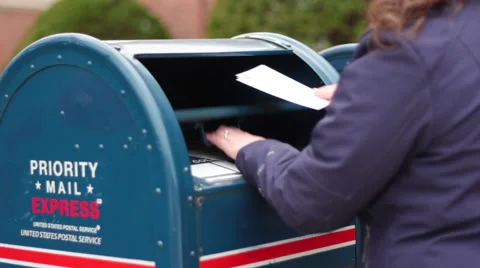 PRIORITY
★ MAIL ★
EXPRESS
UNITED STATES POSTAL SERVICE
UNITED STATES POSTAL SERVICE